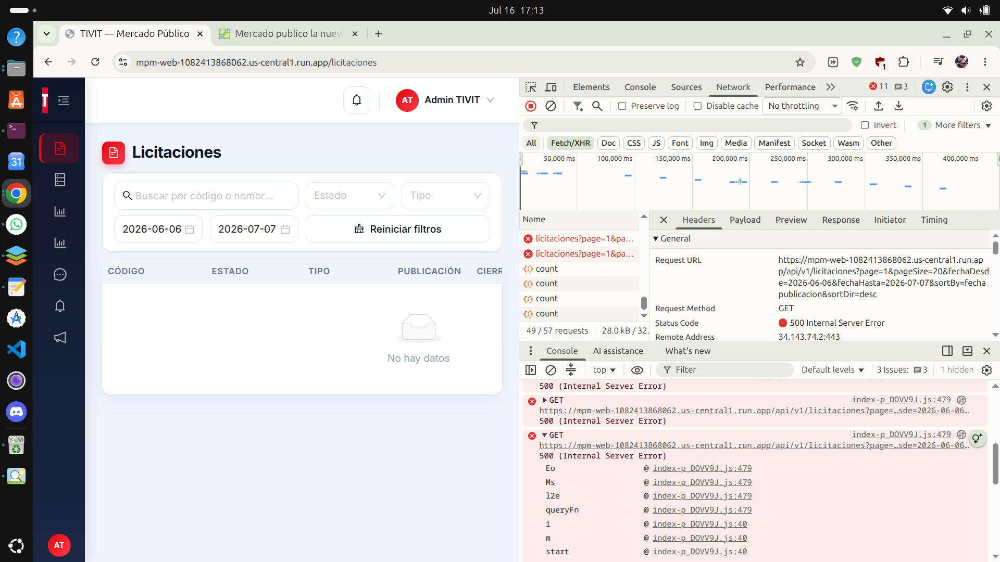 Jul 16 17:13
TIVIT — Mercado Público
Mercado publico la nueva
mpm-web-1082413868062.us-central1.run.app/licitaciones
1
31
T
AT
Admin TIVIT
Licitaciones
Buscar por código o nombr...
Estado
Tipo
2026-06-06
2026-07-07
Reiniciar filtros
CÓDIGO
ESTADO
TIPO
PUBLICACIÓN
CIERR
No hay datos
AT
Elements
Console
Sources
Network
Performance
11
3
Preserve log
Disable cache
No throttling
Invert
1
More filters
All
Fetch/XHR
Doc
CSS
JS
Font
Img
Media
Manifest
Socket
Wasm
Other
50,000 ms
100,000 ms
150,000 ms
200,000 ms
250,000 ms
300,000 ms
350,000 ms
400,000 ms
Name
licitaciones?page=1&pa…
licitaciones?page=1&pa…
count
count
count
count
49 / 57 requests
28.0 kB / 32.
Headers
Payload
Preview
Response
Initiator
Timing
General
Request URL
https://mpm-web-1082413868062.us-central1.run.ap
p/api/v1/licitaciones?page=1&pageSize=20&fechaDesd
e=2026-06-06&fechaHasta=2026-07-07&sortBy=fecha_
publicacion&sortDir=desc
Request Method
GET
Status Code
500 Internal Server Error
Remote Address
34.143.74.2:443
Console
AI assistance
What's new
top
Filter
Default levels
3 Issues:
3
1 hidden
500 (Internal Server Error)
GET
index-p_DOVV9J.js:479
https://mpm-web-1082413868062.us-central1.run.app/api/v1/licitaciones?page=…sde=2026-06-06…
500 (Internal Server Error)
GET
index-p_DOVV9J.js:479
https://mpm-web-1082413868062.us-central1.run.app/api/v1/licitaciones?page=…sde=2026-06-06…
500 (Internal Server Error)
Eo @ index-p_DOVV9J.js:479
Ms @ index-p_DOVV9J.js:479
l2e @ index-p_DOVV9J.js:479
queryFn @ index-p_DOVV9J.js:479
i @ index-p_DOVV9J.js:40
m @ index-p_DOVV9J.js:40
start @ index-p_DOVV9J.js:40